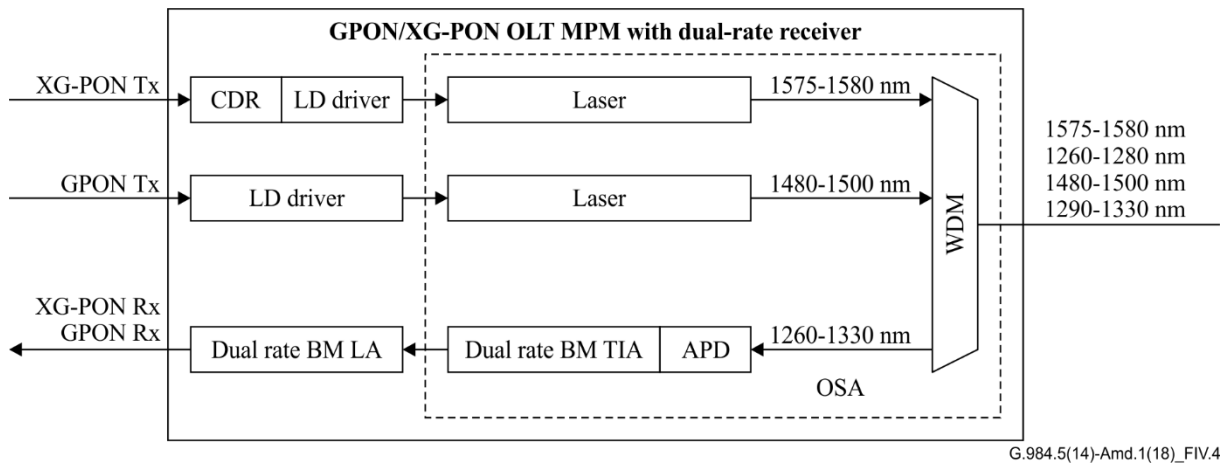 GPON/XG-PON OLT MPM with dual-rate receiver
XG-PON Tx
CDR
LD driver
Laser
1575-1580 nm
GPON Tx
LD driver
Laser
1480-1500 nm
WDM
1575-1580 nm
1260-1280 nm
1480-1500 nm
1290-1330 nm
XG-PON Rx
GPON Rx
Dual rate BM LA
Dual rate BM TIA
APD
1260-1330 nm
OSA
G.984.5(14)-Amd.1(18)_FIV.4